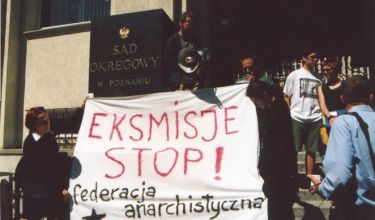 SĄD
OKRĘGOWY
W POZNANIU
EKSMISJE
STOP!
federacja
anarchistyczna